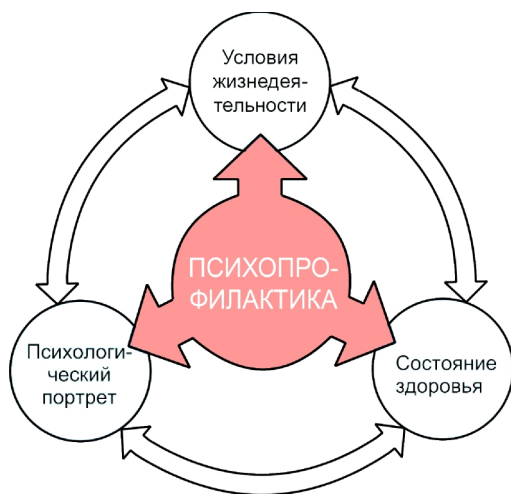 Условия
жизнедея-
тельности
ПСИХОПРО-
ФИЛАКТИКА
Психологи-
ческий
портрет
Состояние
здоровья